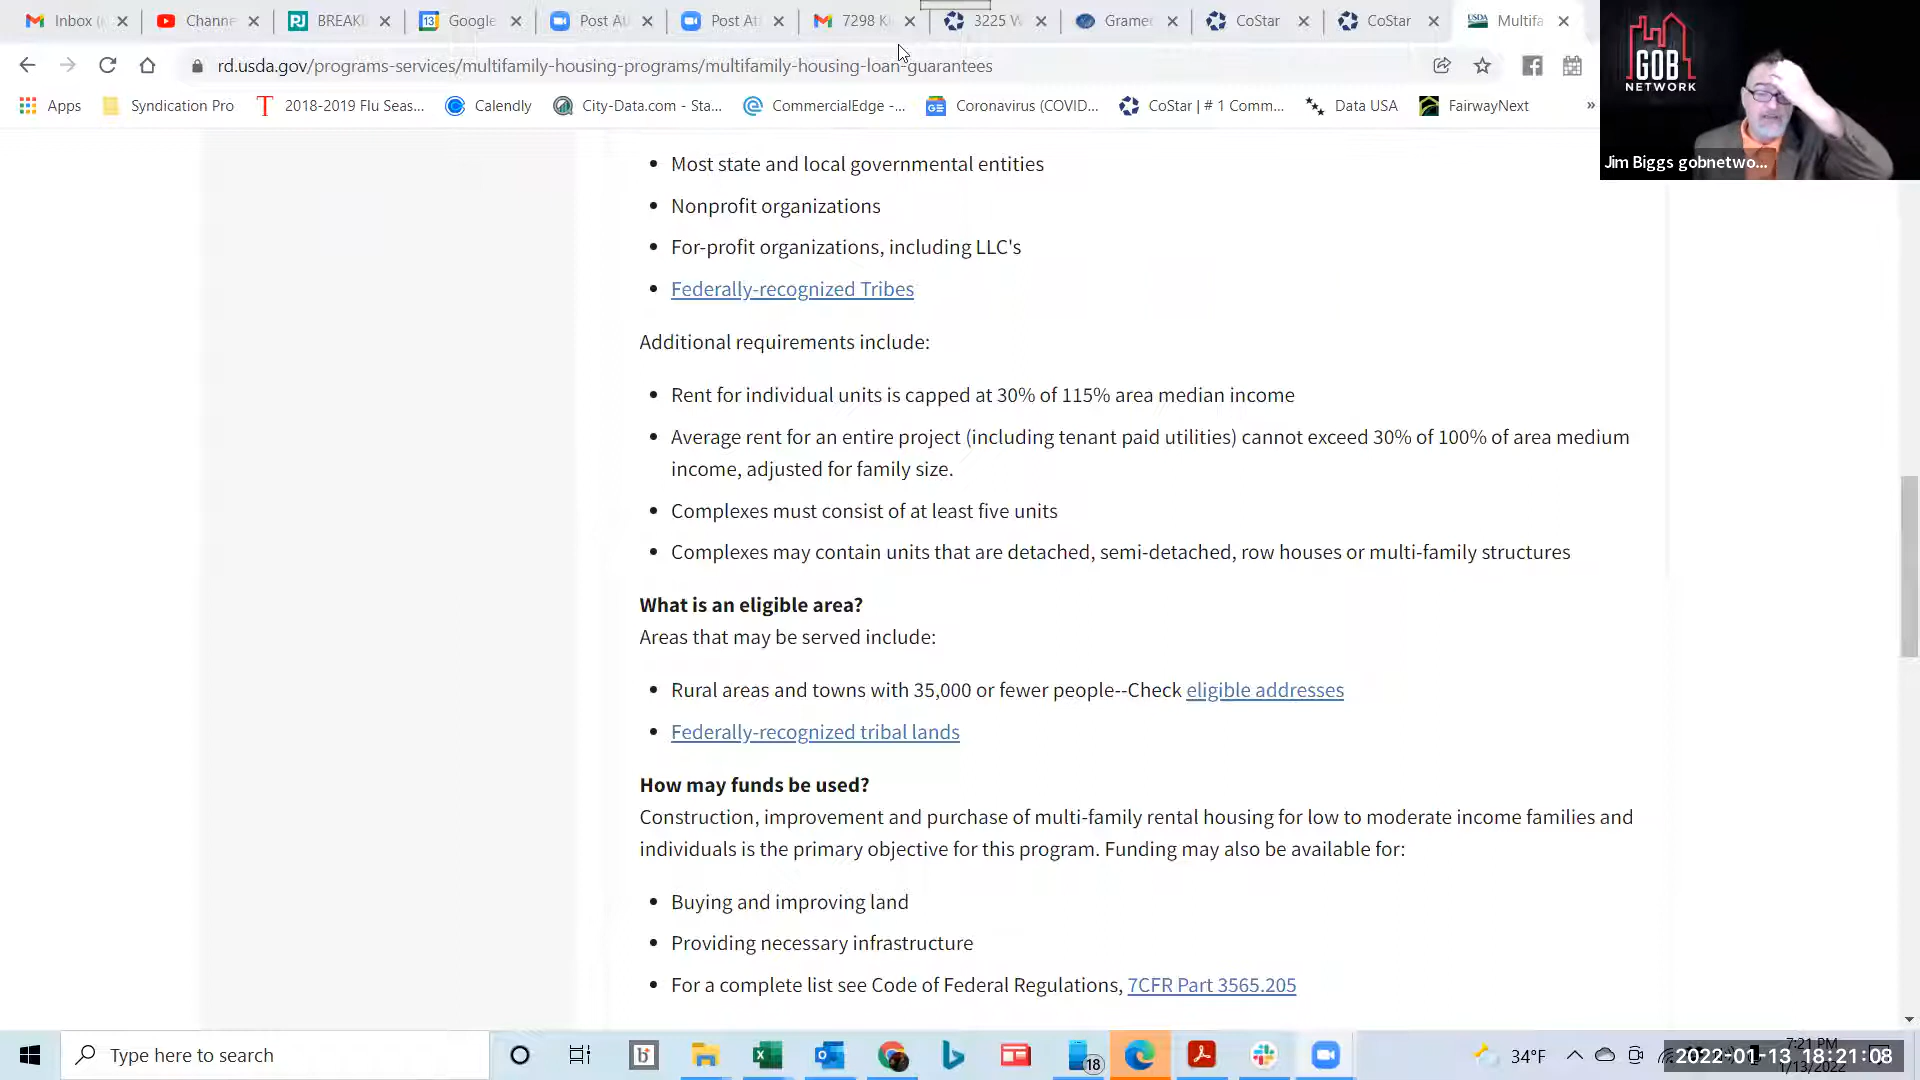 Inbox (
Channe
BREAKI
Google
Post At
Post At
7298 K
3225 W
Grame
CoStar
CoStar
Multifa
rd.usda.gov/programs-services/multifamily-housing-programs/multifamily-housing-loan-guarantees
Apps
Syndication Pro
2018-2019 Flu Seas...
Calendly
City-Data.com - Sta...
CommercialEdge -...
Coronavirus (COVID...
CoStar | # 1 Comm...
Data USA
FairwayNext
»
GOB
NETWORK
Jim Biggs gobnetwo...
• Most state and local governmental entities
• Nonprofit organizations
• For-profit organizations, including LLC's
• Federally-recognized Tribes
Additional requirements include:
• Rent for individual units is capped at 30% of 115% area median income
• Average rent for an entire project (including tenant paid utilities) cannot exceed 30% of 100% of area medium
income, adjusted for family size.
• Complexes must consist of at least five units
• Complexes may contain units that are detached, semi-detached, row houses or multi-family structures
What is an eligible area?
Areas that may be served include:
• Rural areas and towns with 35,000 or fewer people--Check eligible addresses
• Federally-recognized tribal lands
How may funds be used?
Construction, improvement and purchase of multi-family rental housing for low to moderate income families and
individuals is the primary objective for this program. Funding may also be available for:
• Buying and improving land
• Providing necessary infrastructure
• For a complete list see Code of Federal Regulations, 7CFR Part 3565.205
Type here to search
18
34°F
7:21 PM
2022-01-13 18:21:08
1/13/2022